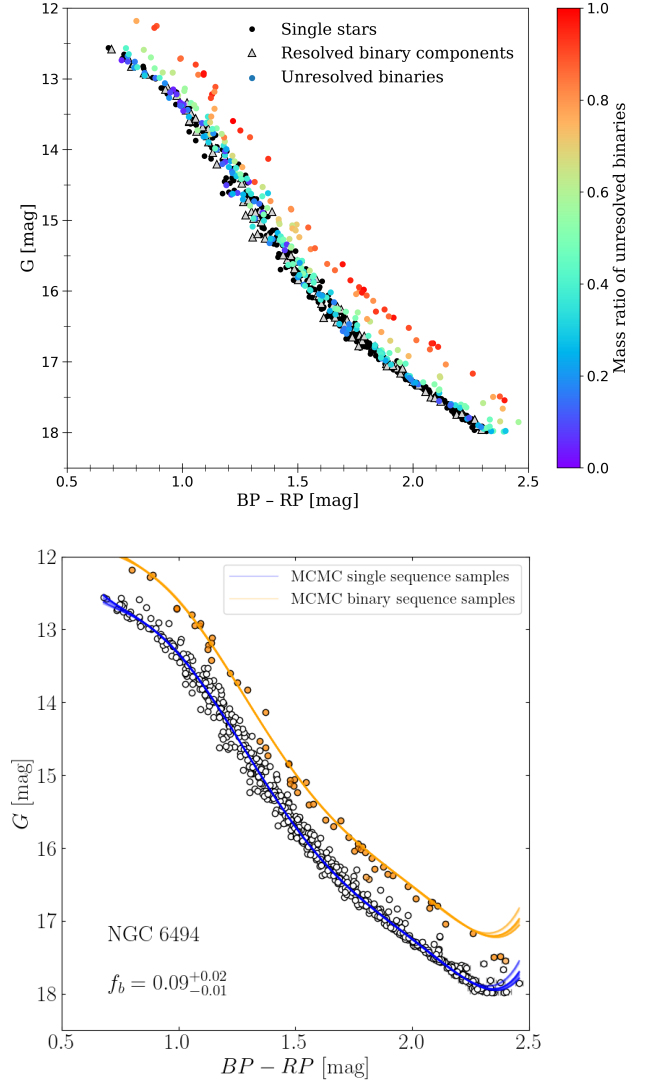 12
13
14
15
16
17
18
G [mag]
0.5 1.0 1.5 2.0 2.5
BP – RP [mag]
Single stars
Resolved binary components
Unresolved binaries
1.0
0.8
0.6
0.4
0.2
0.0
Mass ratio of unresolved binaries
12
13
14
15
16
17
18
G [mag]
MCMC single sequence samples
MCMC binary sequence samples
NGC 6494
f_b = 0.09^{+0.02}_{-0.01}
0.5 1.0 1.5 2.0 2.5
BP − RP [mag]